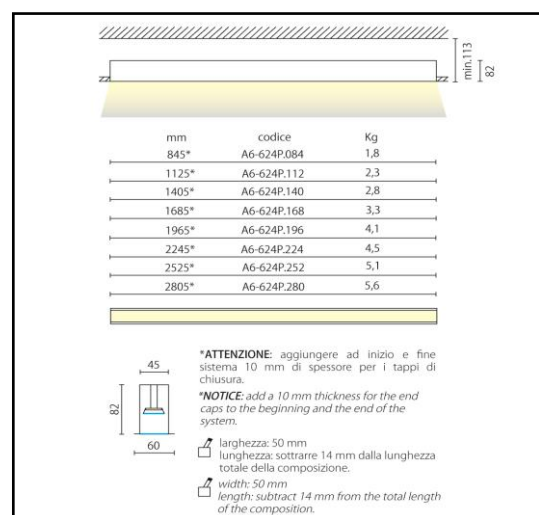 min.113
82
mm codice Kg
845* A6-624P.084 1,8
1125* A6-624P.112 2,3
1405* A6-624P.140 2,8
1685* A6-624P.168 3,3
1965* A6-624P.196 4,1
2245* A6-624P.224 4,5
2525* A6-624P.252 5,1
2805* A6-624P.280 5,6
45
82
60
*ATTENZIONE: aggiungere ad inizio e fine
sistema 10 mm di spessore per i tappi di
chiusura.
*NOTICE: add a 10 mm thickness for the end
caps to the beginning and the end of the
system.
larghezza: 50 mm
lunghezza: sottrarre 14 mm dalla lunghezza
totale della composizione.
width: 50 mm
length: subtract 14 mm from the total length
of the composition.